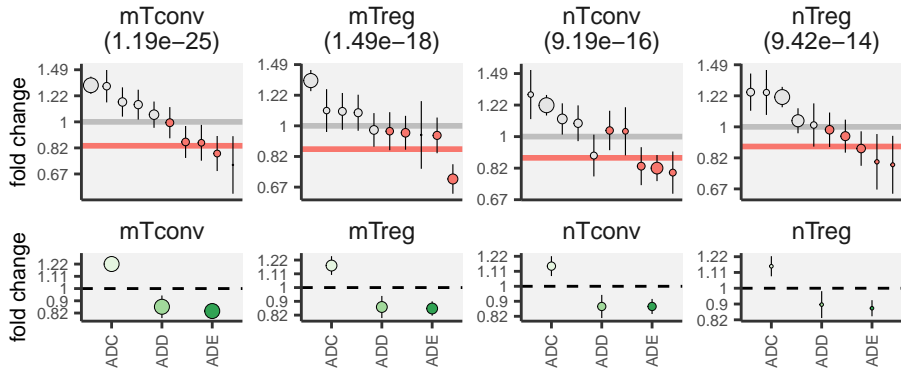 mTconv
(1.19e−25)
mTreg
(1.49e−18)
nTconv
(9.19e−16)
nTreg
(9.42e−14)
fold change
1.49
1.22
1
0.82
0.67
1.49
1.22
1
0.82
0.67
1.49
1.22
1
0.82
0.67
1.49
1.22
1
0.82
0.67
mTconv
mTreg
nTconv
nTreg
fold change
1.22
1.11
1
0.9
0.82
1.22
1.11
1
0.9
0.82
1.22
1.11
1
0.9
0.82
1.22
1.11
1
0.9
0.82
ADC
ADD
ADE
ADC
ADD
ADE
ADC
ADD
ADE
ADC
ADD
ADE